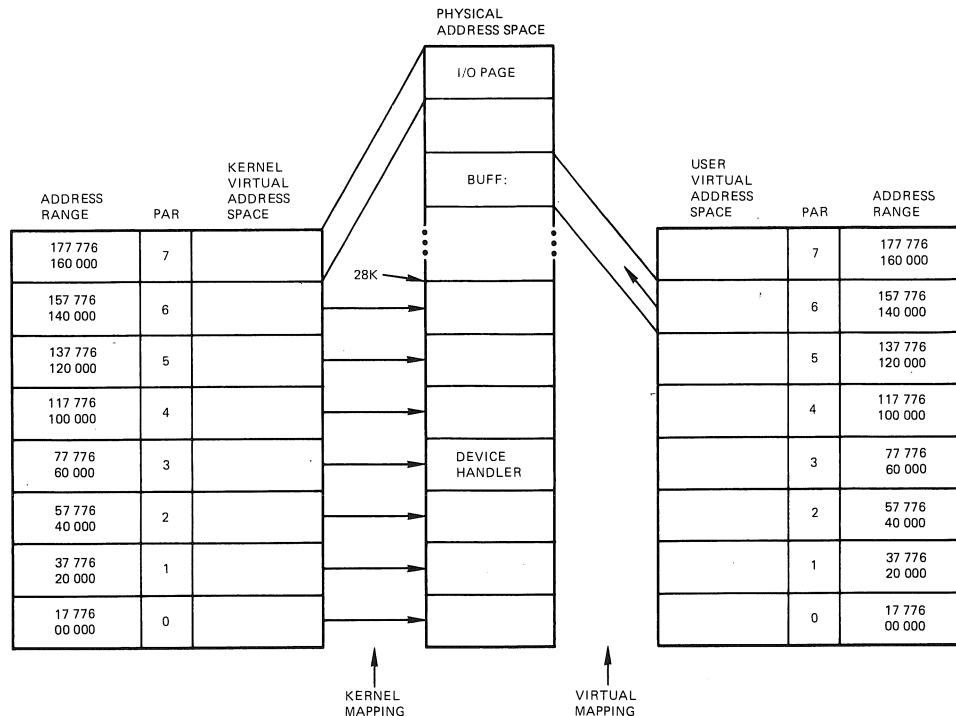 PHYSICAL
ADDRESS SPACE
I/O PAGE
BUFF:
28K
DEVICE
HANDLER
KERNEL
VIRTUAL
ADDRESS
SPACE
ADDRESS
RANGE
PAR
177 776
160 000
7
157 776
140 000
6
137 776
120 000
5
117 776
100 000
4
77 776
60 000
3
57 776
40 000
2
37 776
20 000
1
17 776
00 000
0
USER
VIRTUAL
ADDRESS
SPACE
PAR
ADDRESS
RANGE
7
177 776
160 000
6
157 776
140 000
5
137 776
120 000
4
117 776
100 000
3
77 776
60 000
2
57 776
40 000
1
37 776
20 000
0
17 776
00 000
KERNEL
MAPPING
VIRTUAL
MAPPING